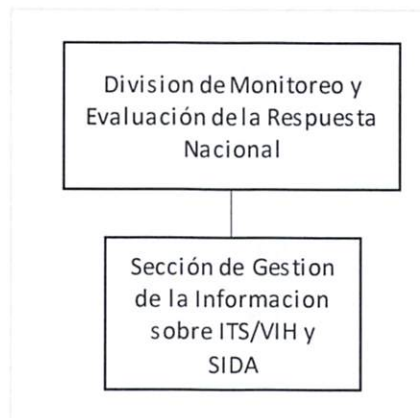 Division de Monitoreo y
Evaluación de la Respuesta
Nacional
Sección de Gestion
de la Informacion
sobre ITS/VIH y
SIDA